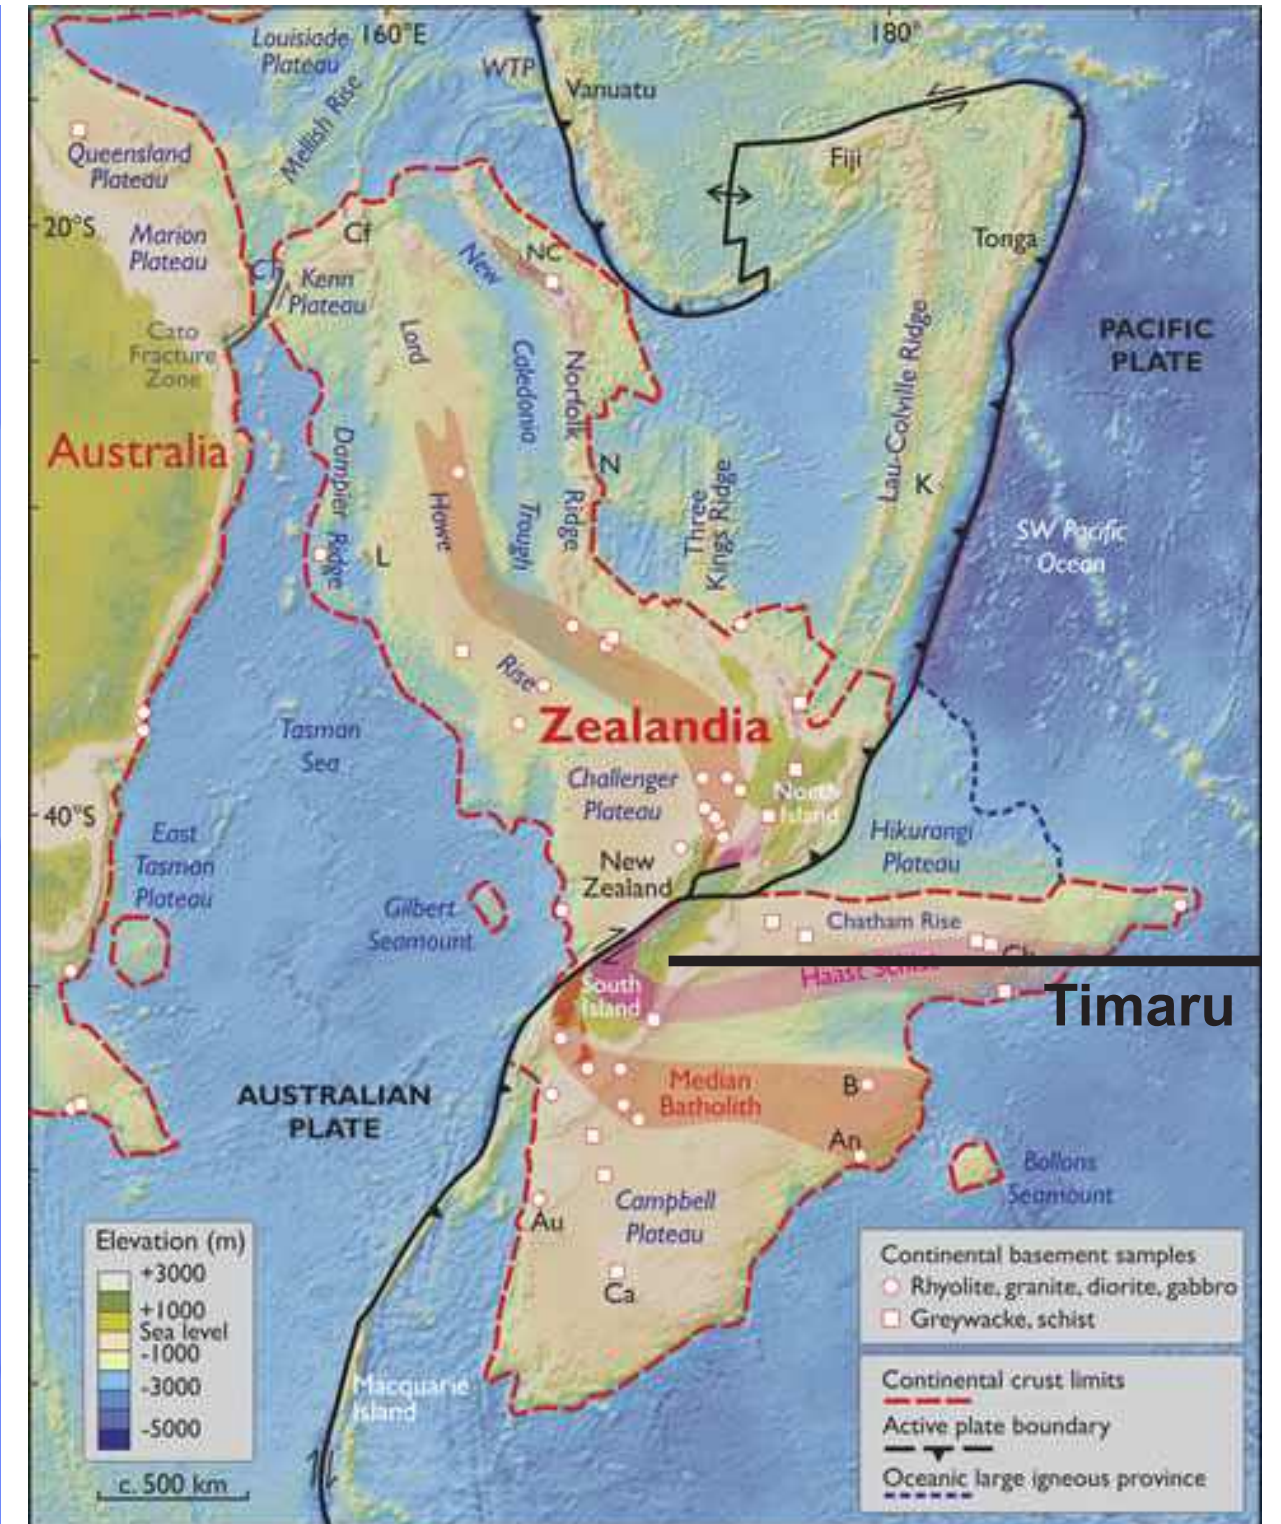 Louisiade
Plateau
160°E
180°
Mellish Rise
WTP
Vanuatu
Queensland
Plateau
Fiji
20°S
Marion
Plateau
Cf
New
NC
Tonga
Kenn
Plateau
Cato
Fracture
Zone
Lord
Caledonia
Norfolk
Lau-Colville Ridge
PACIFIC
PLATE
Australia
Dampier
Ridge
Howe
Trough
Ridge
N
Three
Kings Ridge
K
SW Pacific
Ocean
L
Rise
Zealandia
Tasman
Sea
Challenger
Plateau
North
Island
40°S
East
Tasman
Plateau
Hikurangi
Plateau
New
Zealand
Gilbert
Seamount
Chatham Rise
Haast Schist
South
Island
Timaru
AUSTRALIAN
PLATE
Median
Batholith
B
An
Bollons
Seamount
Campbell
Plateau
Au
Ca
Macquarie
Island
Elevation (m)
+3000
+1000
Sea level
-1000
-3000
-5000
c. 500 km
Continental basement samples
Rhyolite, granite, diorite, gabbro
Greywacke, schist
Continental crust limits
Active plate boundary
Oceanic large igneous province